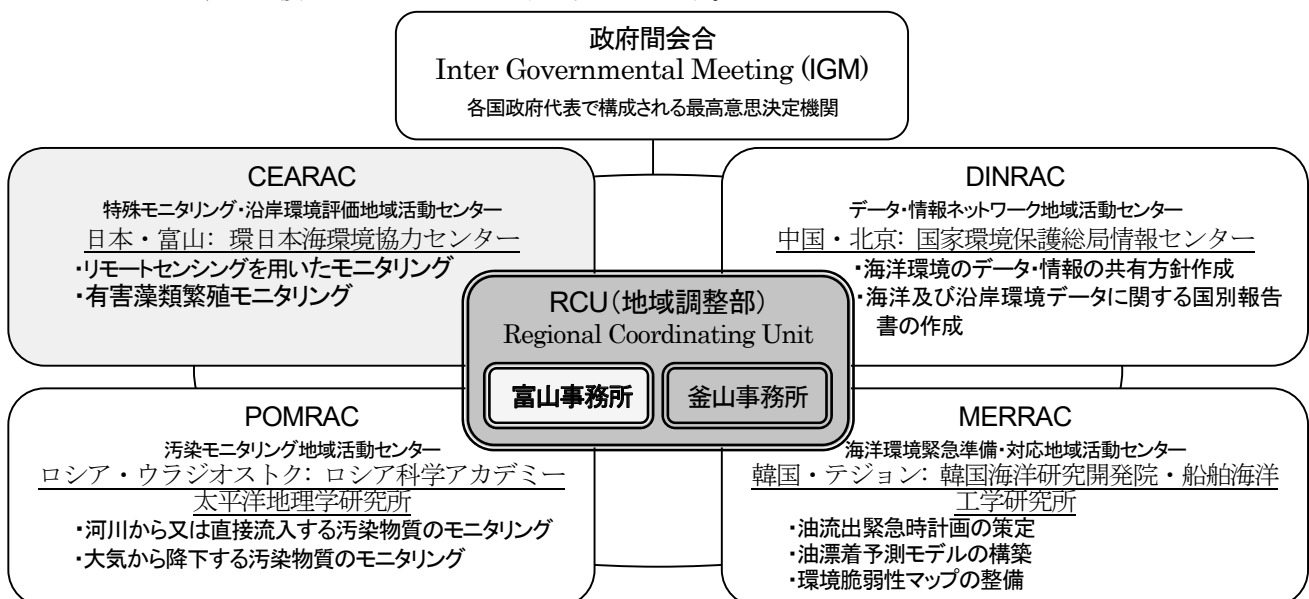 政府間会合
Inter Governmental Meeting (IGM)
各国政府代表で構成される最高意思決定機関
CEARAC
特殊モニタリング・沿岸環境評価地域活動センター
日本・富山: 環日本海環境協力センター
・リモートセンシングを用いたモニタリング
・有害藻類繁殖モニタリング
DINRAC
データ・情報ネットワーク地域活動センター
中国・北京: 国家環境保護総局情報センター
・海洋環境のデータ・情報の共有方針作成
・海洋及び沿岸環境データに関する国別報告
書の作成
RCU(地域調整部)
Regional Coordinating Unit
富山事務所
釜山事務所
POMRAC
汚染モニタリング地域活動センター
ロシア・ウラジオストク: ロシア科学アカデミー
太平洋地理学研究所
・河川から又は直接流入する汚染物質のモニタリング
・大気から降下する汚染物質のモニタリング
MERRAC
海洋環境緊急準備・対応地域活動センター
韓国・テジョン: 韓国海洋研究開発院・船舶海洋
工学研究所
・油流出緊急時計画の策定
・油漂着予測モデルの構築
・環境脆弱性マップの整備